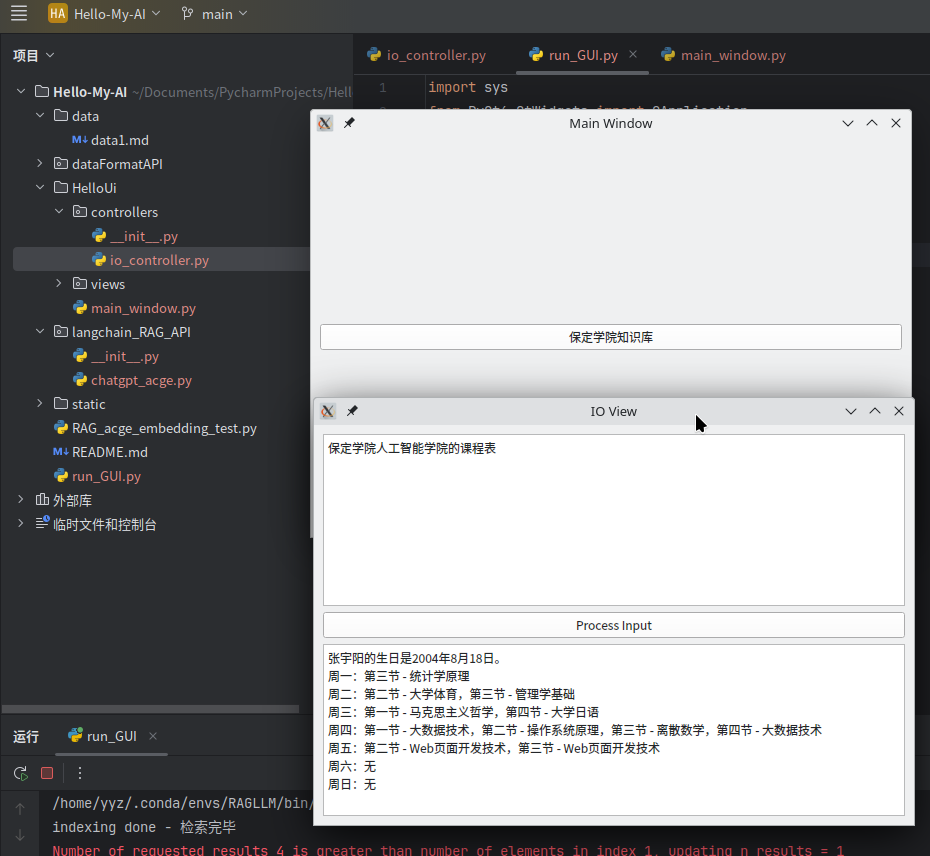 HA Hello-My-AI main
项目
io_controller.py run_GUI.py main_window.py
1 import sys
Hello-My-AI ~/Documents/PycharmProjects/Hell
data
M↓ data1.md
dataFormatAPI
HelloUi
controllers
__init__.py
io_controller.py
views
main_window.py
langchain_RAG_API
__init__.py
chatgpt_acge.py
static
RAG_acge_embedding_test.py
M↓ README.md
run_GUI.py
外部库
临时文件和控制台
Main Window
保定学院知识库
IO View
保定学院人工智能学院的课程表
Process Input
张宇阳的生日是2004年8月18日。
周一：第三节 - 统计学原理
周二：第二节 - 大学体育，第三节 - 管理学基础
周三：第一节 - 马克思主义哲学，第四节 - 大学日语
周四：第一节 - 大数据技术，第二节 - 操作系统原理，第三节 - 离散数学，第四节 - 大数据技术
周五：第二节 - Web页面开发技术，第三节 - Web页面开发技术
周六：无
周日：无
运行 run_GUI
/home/yyz/.conda/envs/RAGLLM/bin/
indexing done - 检索完毕
Number of requested results 4 is greater than number of elements in index 1, updating n_results = 1